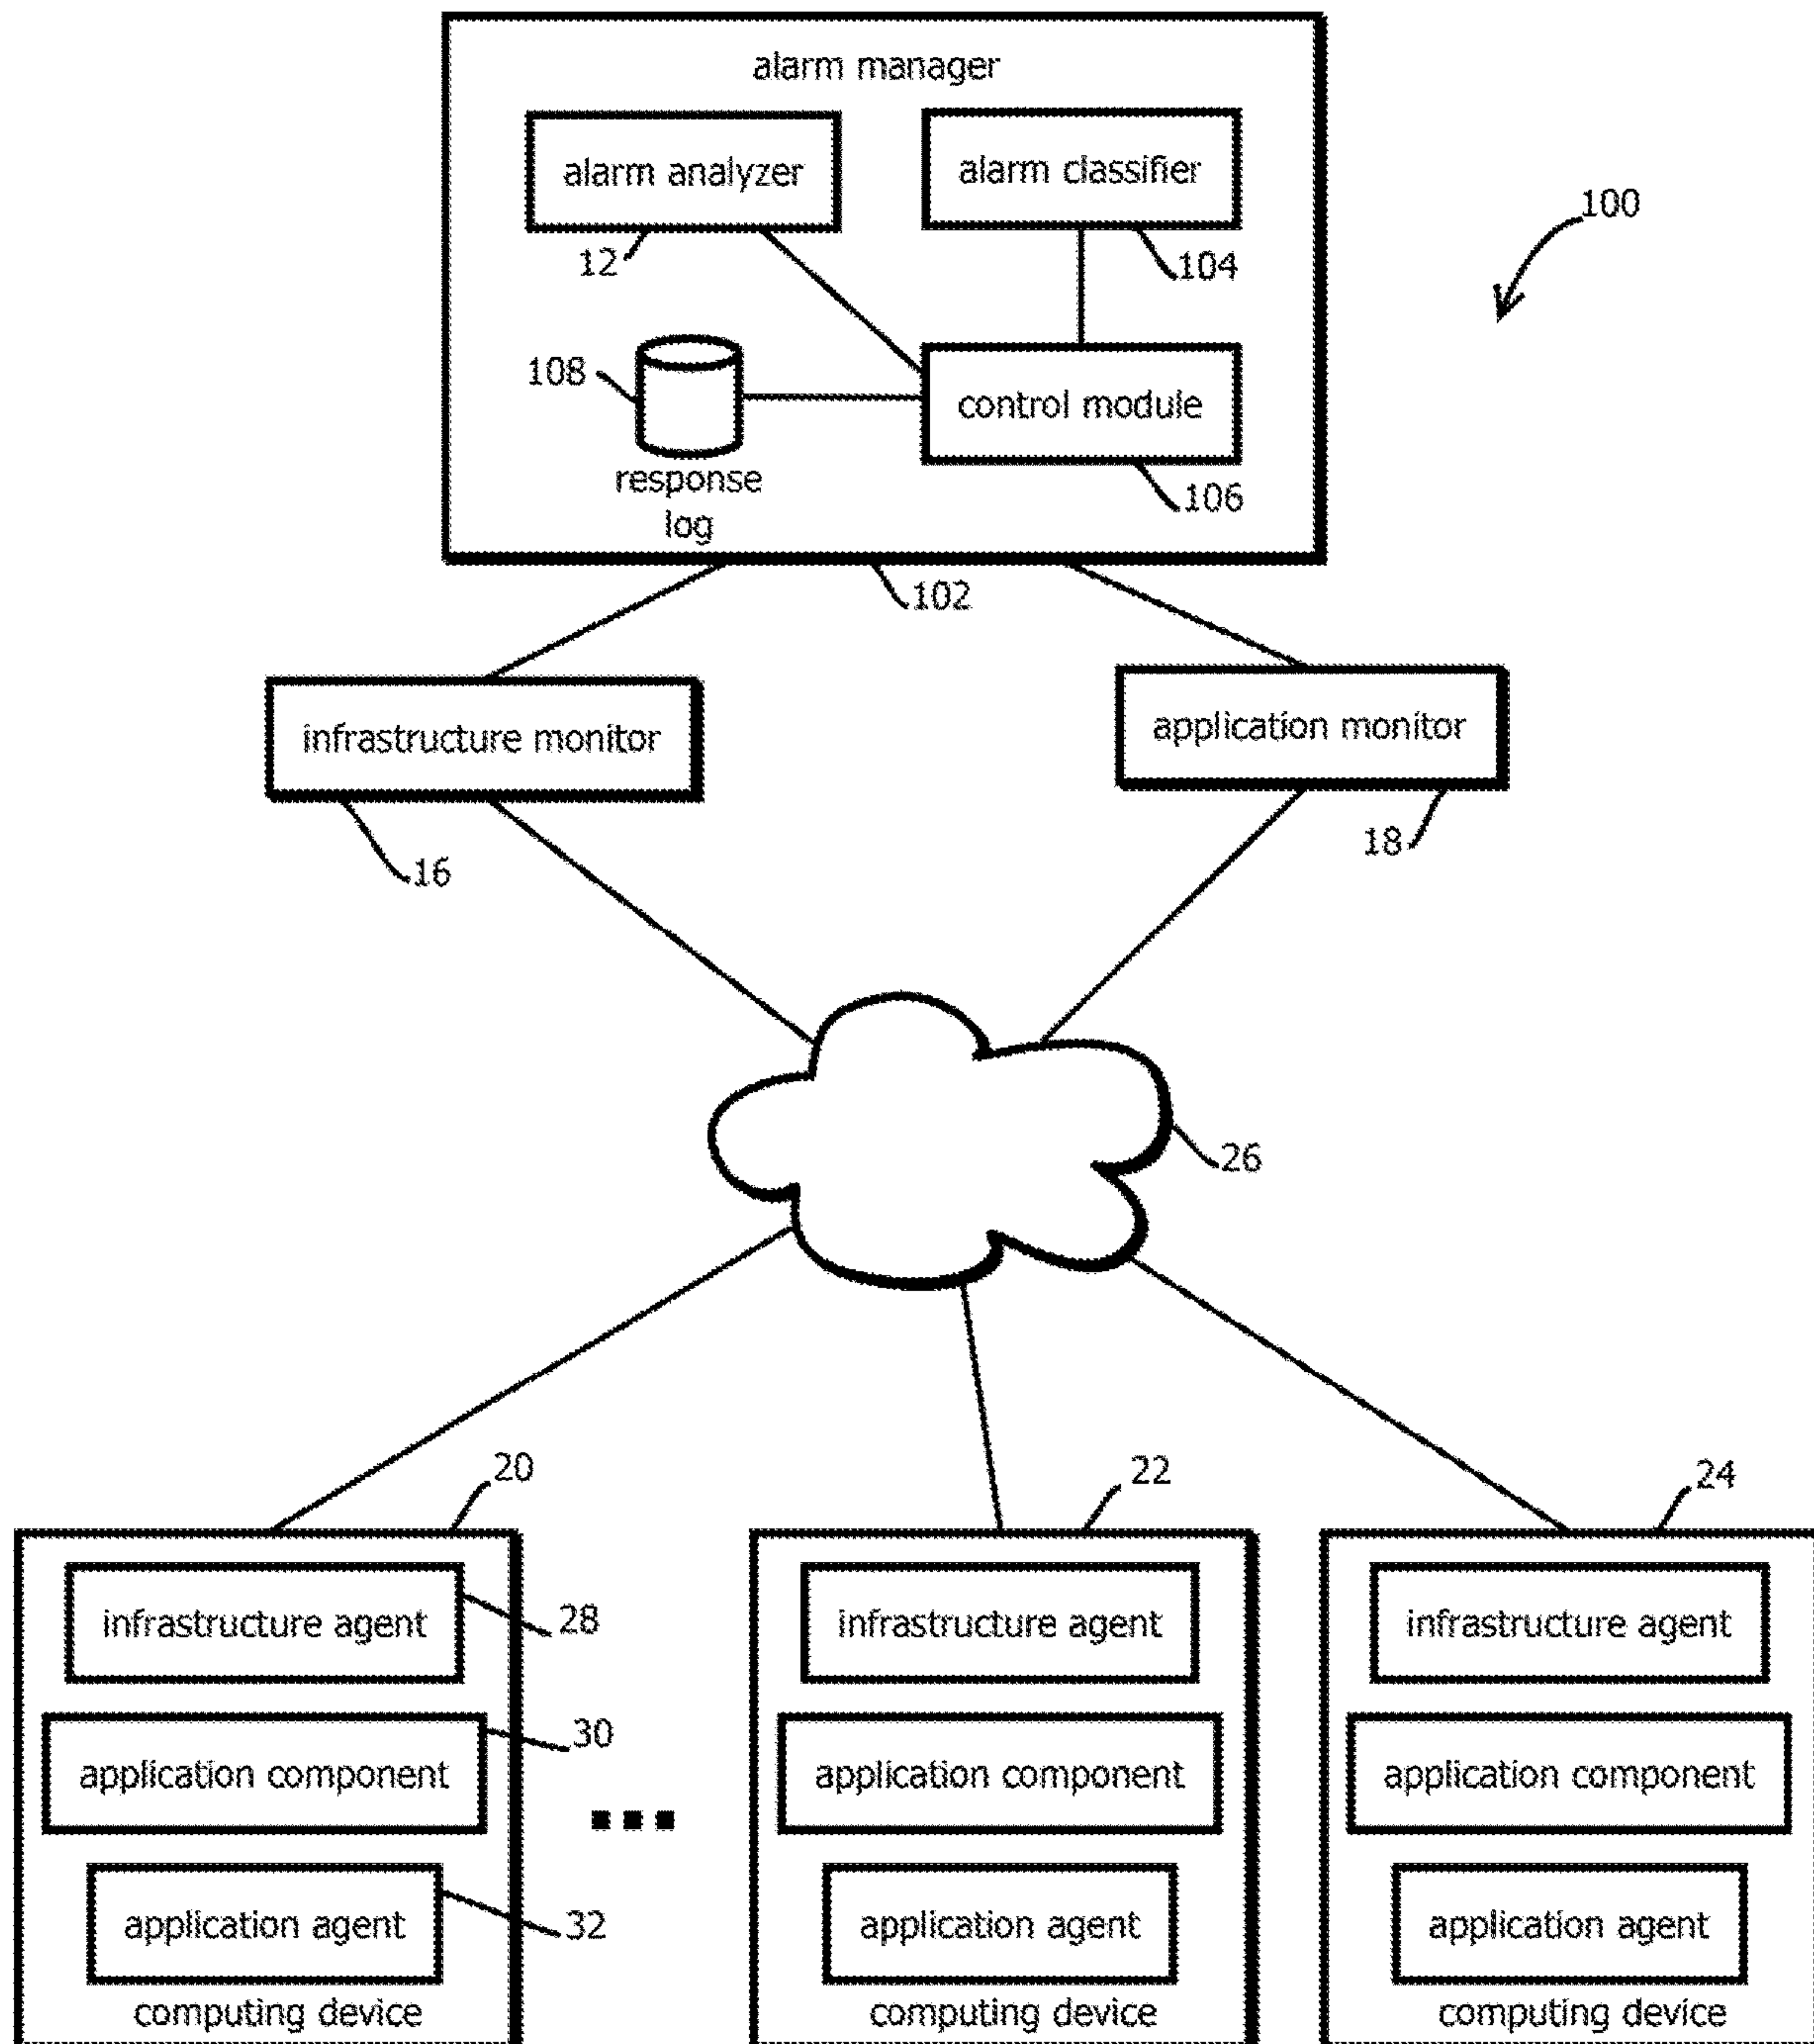 alarm manager
alarm analyzer
alarm classifier
100
12
104
108
control module
response
log
106
102
infrastructure monitor
application monitor
16
18
26
20
22
24
infrastructure agent
28
infrastructure agent
infrastructure agent
30
application component
application component
application component
application agent
32
application agent
application agent
computing device
computing device
computing device